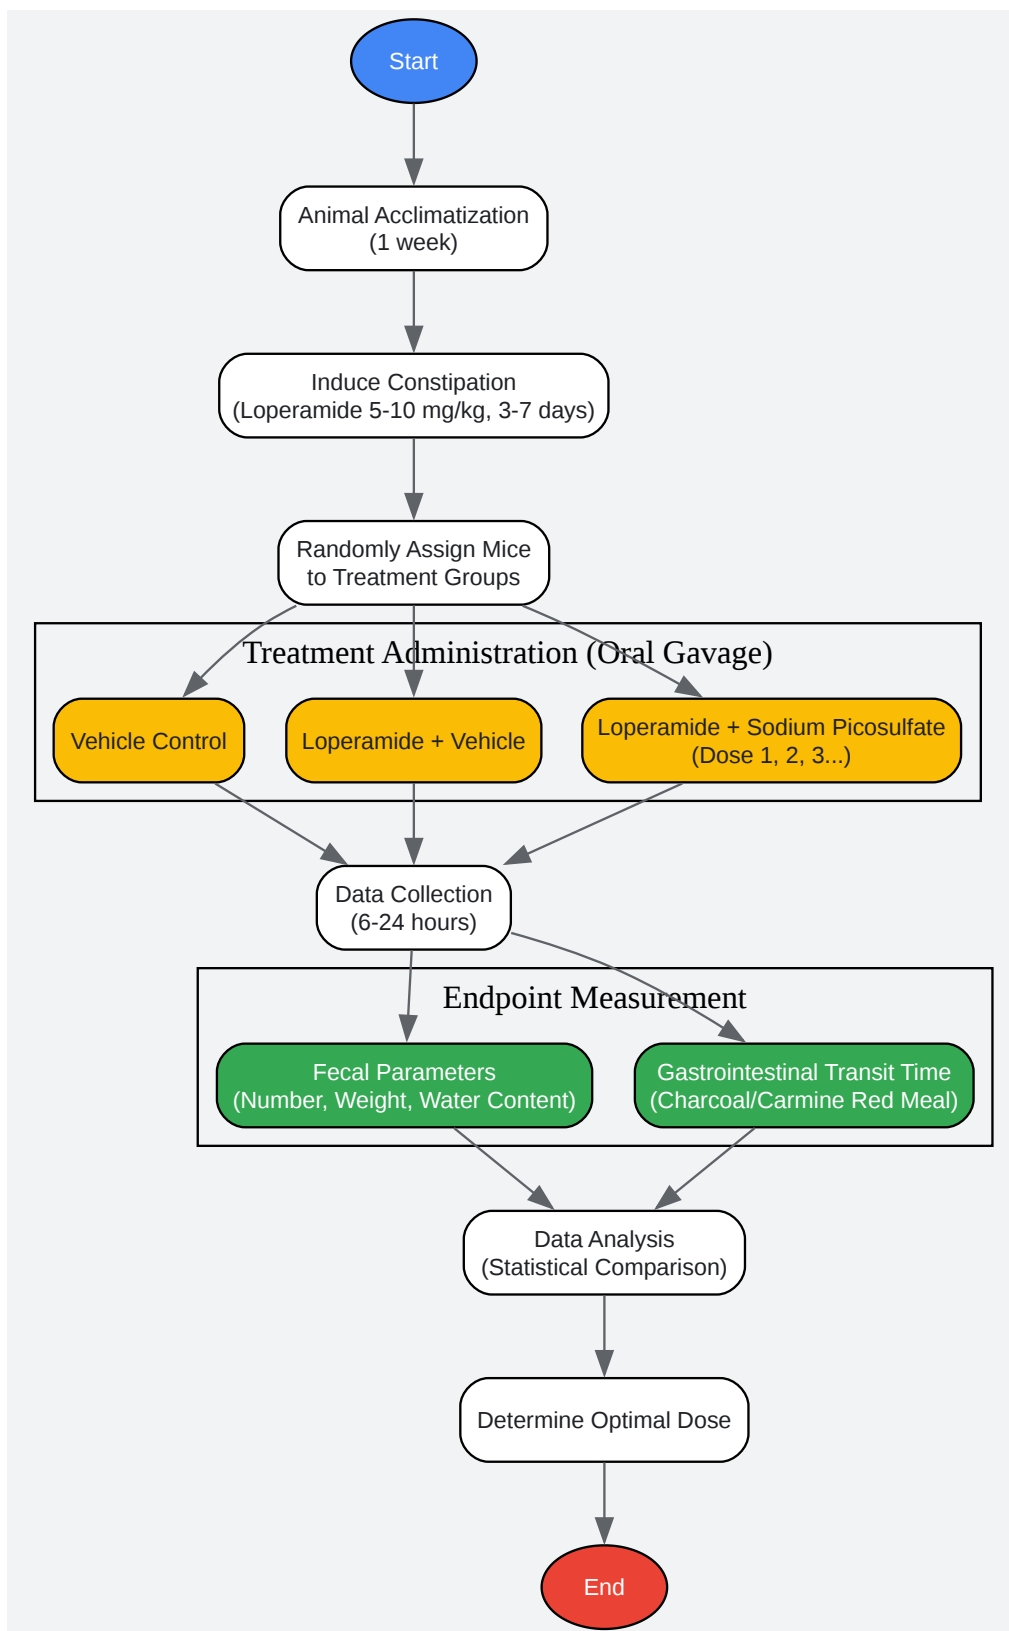 Start
Animal Acclimatization
(1 week)
Induce Constipation
(Loperamide 5-10 mg/kg, 3-7 days)
Randomly Assign Mice
to Treatment Groups
Treatment Administration (Oral Gavage)
Vehicle Control
Loperamide + Vehicle
Loperamide + Sodium Picosulfate
(Dose 1, 2, 3...)
Data Collection
(6-24 hours)
Endpoint Measurement
Fecal Parameters
(Number, Weight, Water Content)
Gastrointestinal Transit Time
(Charcoal/Carmine Red Meal)
Data Analysis
(Statistical Comparison)
Determine Optimal Dose
End